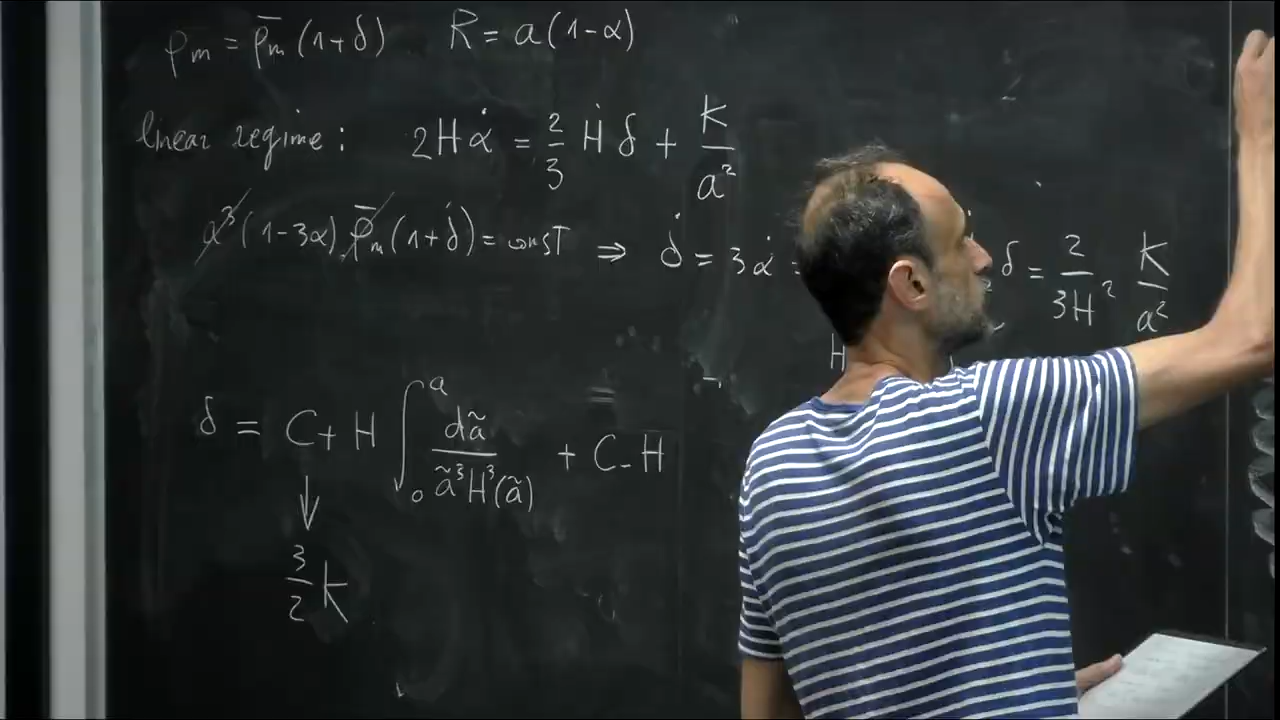 ρm = ρ̄m (1+δ)   R = a(1-α)
linear regime : 2Hα̇ = 2/3 Ḣ δ + K/a²
a³(1-3α) ρ̄m (1+δ) = const ⇒ δ̇ = 3α̇ = δ = 2/3H² K/a²
H
δ = C+ H ∫₀ᵃ dã/ã³H³(ã) + C- H
↓
3/2 K